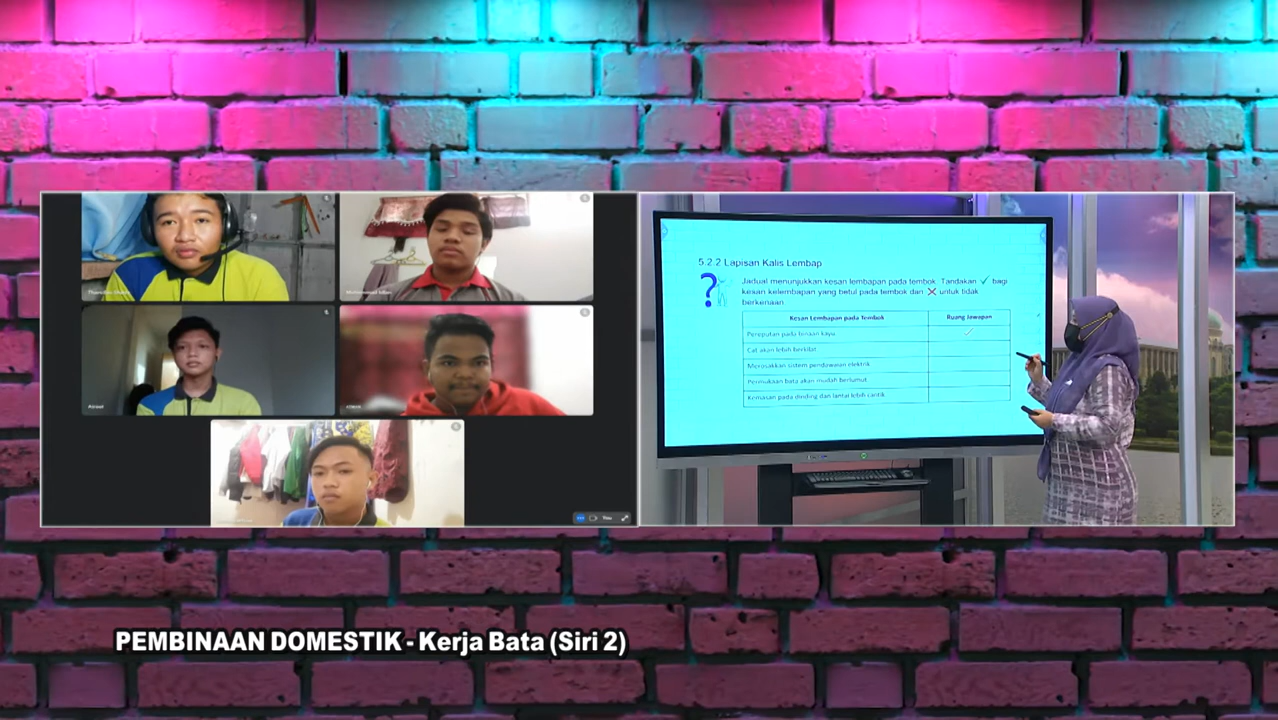 5.2.2 Lapisan Kalis Lembap
Jadual menunjukkan kesan lembapan pada tembok. Tandakan ✓ bagi
kesan kelembapan yang betul pada tembok dan ✗ untuk tidak
berkenaan
Kesan Lembapan pada Tembok
Ruang Jawapan
Pereputan pada binaan kayu
✓
Cat akan lebih berkilat
Merosakkan sistem pendawaian elektrik
Permukaan bata akan mudah berlumut
Kemasan pada dinding dan lantai lebih cantik
You
PEMBINAAN DOMESTIK - Kerja Bata (Siri 2)